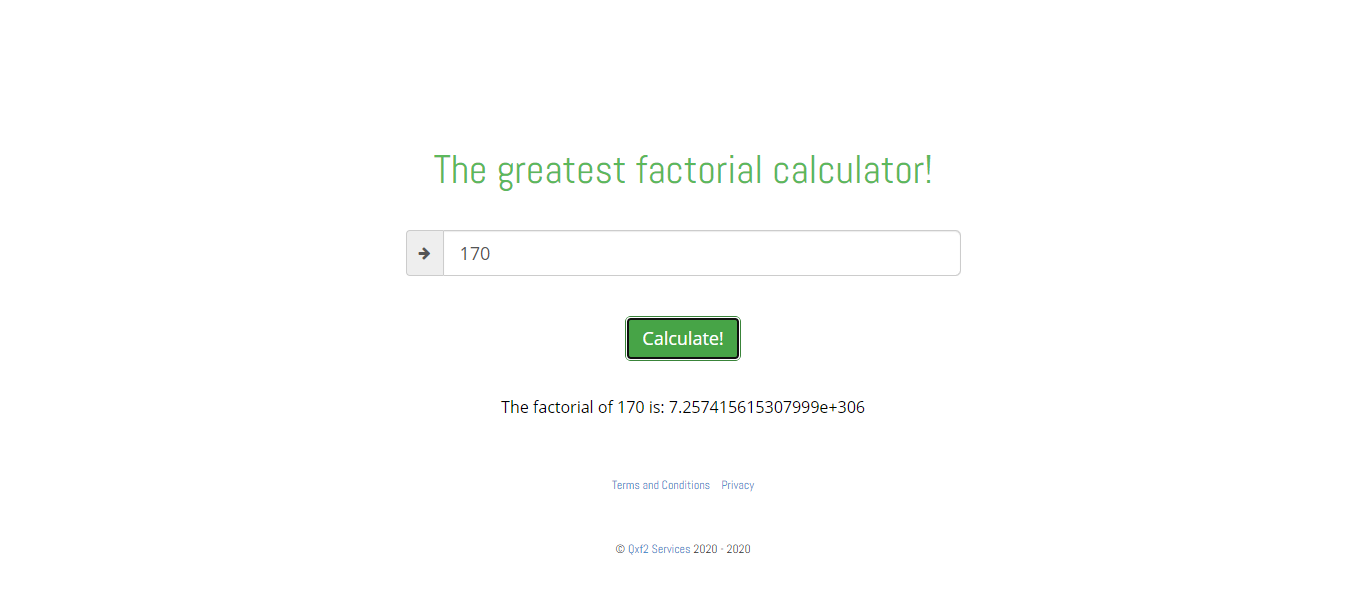 The greatest factorial calculator!
170
Calculate!
The factorial of 170 is: 7.257415615307999e+306
Terms and Conditions Privacy
© Qxf2 Services 2020 - 2020